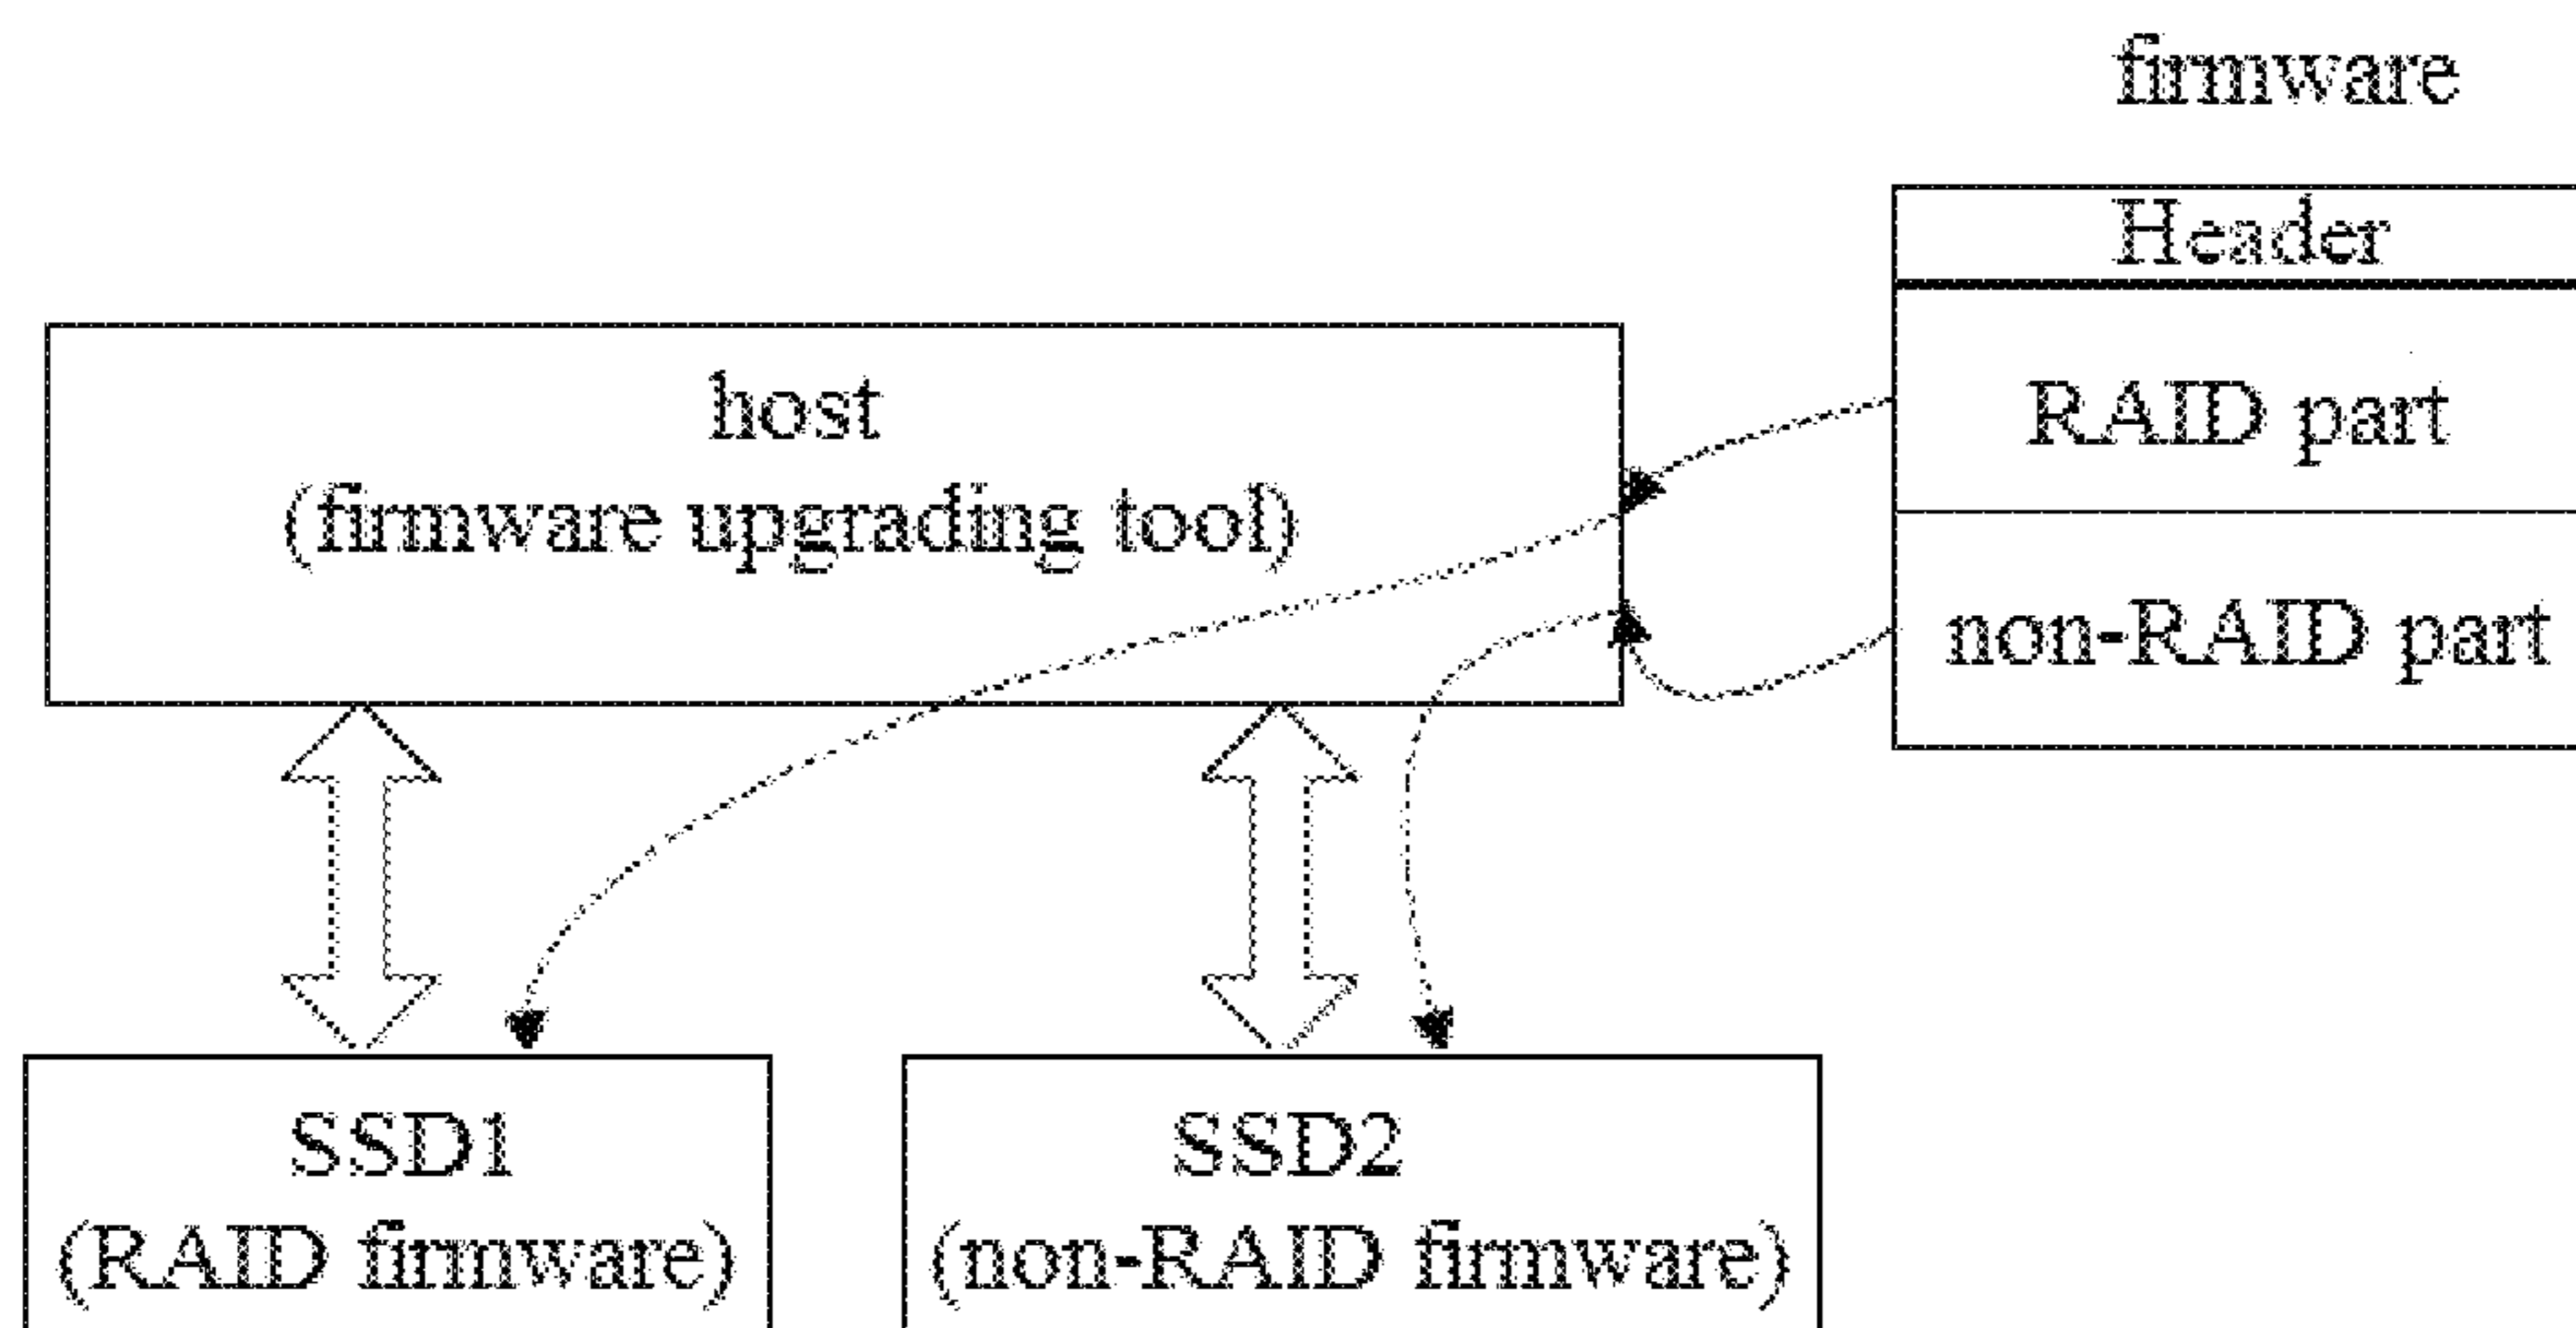 firmware
Header
RAID part
non-RAID part
host
(firmware upgrading tool)
SSD1
(RAID firmware)
SSD2
(non-RAID firmware)